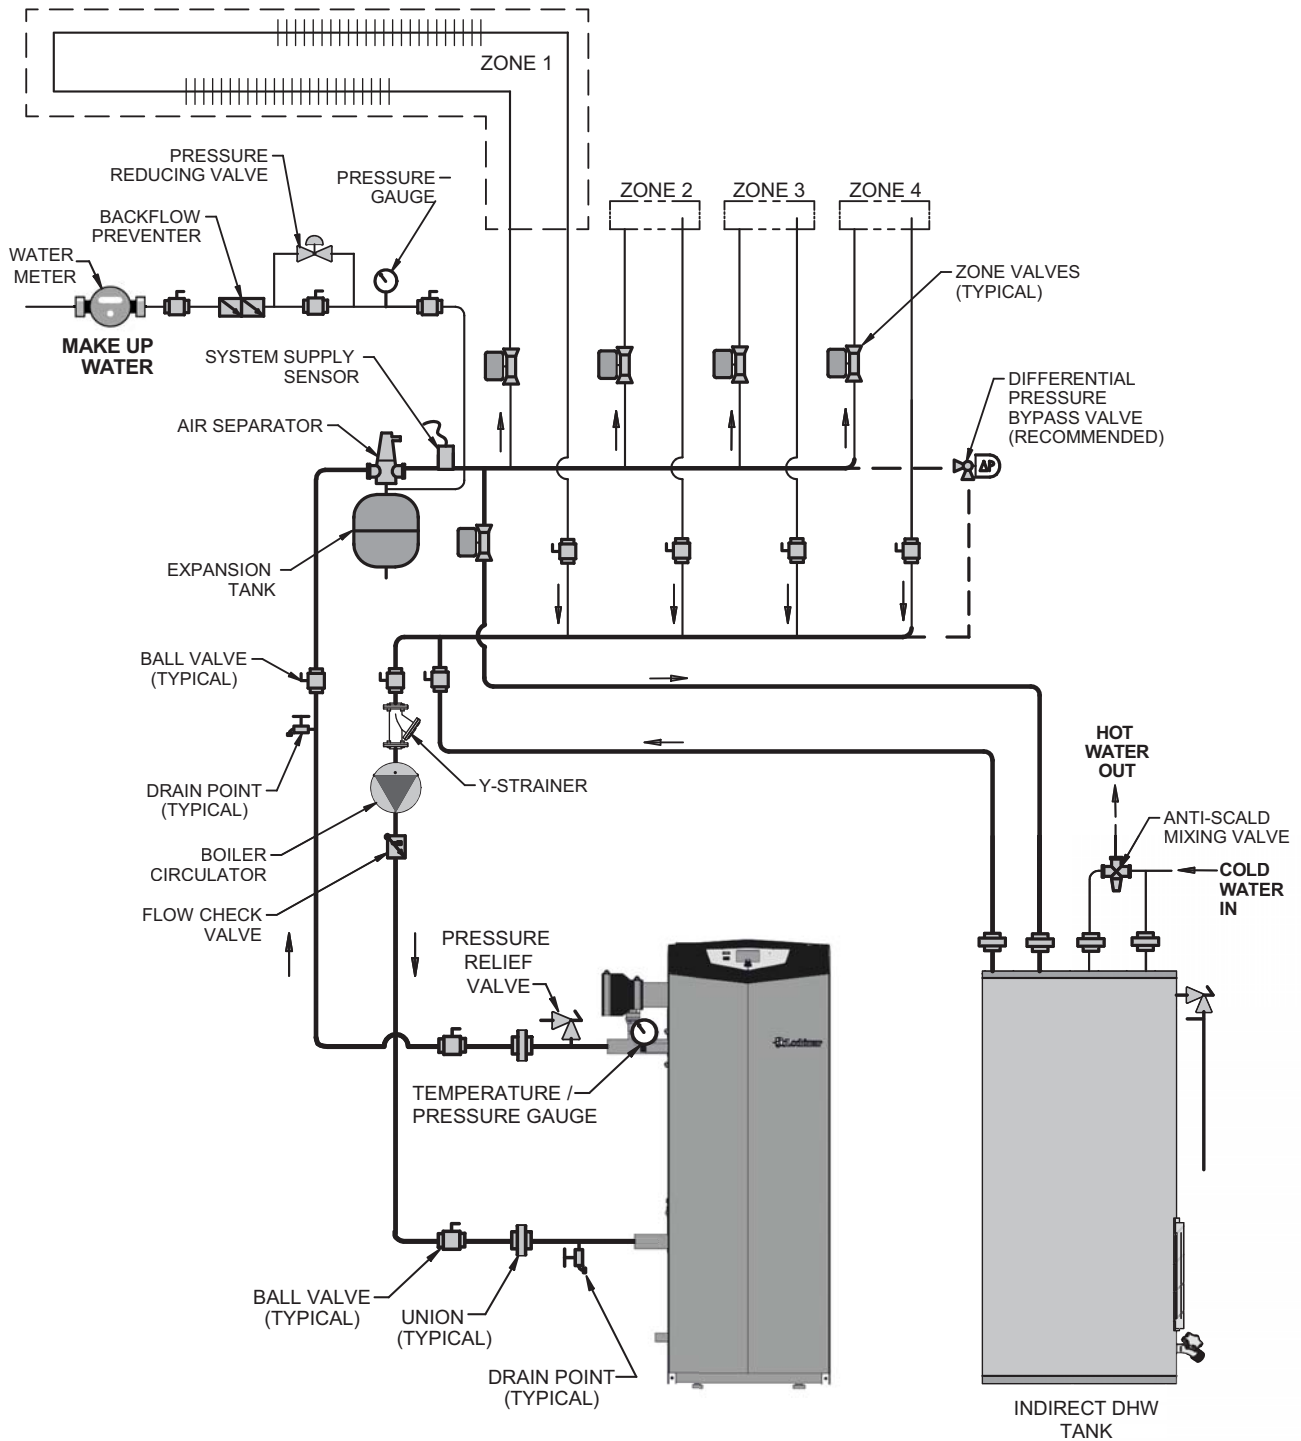 ZONE 1
PRESSURE
REDUCING VALVE
PRESSURE
GAUGE
BACKFLOW
PREVENTER
WATER
METER
MAKE UP
WATER
ZONE 2
ZONE 3
ZONE 4
ZONE VALVES
(TYPICAL)
SYSTEM SUPPLY
SENSOR
DIFFERENTIAL
PRESSURE
BYPASS VALVE
(RECOMMENDED)
AIR SEPARATOR
ΔP
EXPANSION
TANK
BALL VALVE
(TYPICAL)
DRAIN POINT
(TYPICAL)
Y-STRAINER
HOT
WATER
OUT
ANTI-SCALD
MIXING VALVE
COLD
WATER
IN
BOILER
CIRCULATOR
FLOW CHECK
VALVE
PRESSURE
RELIEF
VALVE
Lochinvar
TEMPERATURE /
PRESSURE GAUGE
BALL VALVE
(TYPICAL)
UNION
(TYPICAL)
DRAIN POINT
(TYPICAL)
INDIRECT DHW
TANK